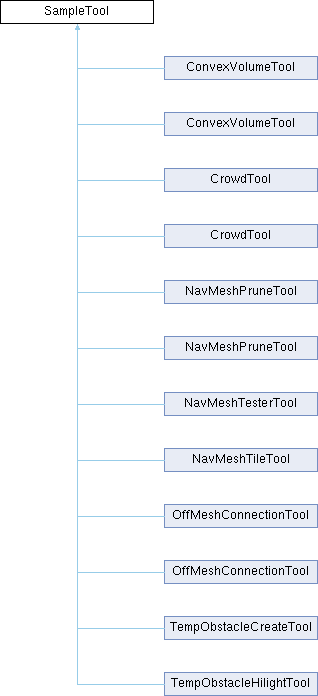 SampleTool
ConvexVolumeTool
ConvexVolumeTool
CrowdTool
CrowdTool
NavMeshPruneTool
NavMeshPruneTool
NavMeshTesterTool
NavMeshTileTool
OffMeshConnectionTool
OffMeshConnectionTool
TempObstacleCreateTool
TempObstacleHilightTool